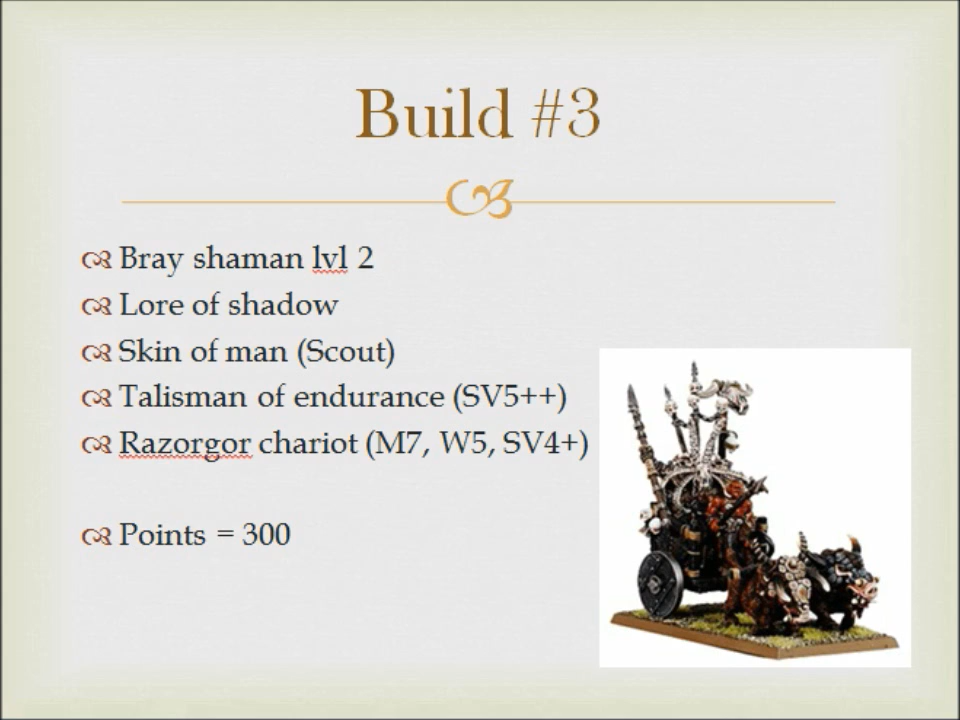 Build #3
Bray shaman lvl 2
Lore of shadow
Skin of man (Scout)
Talisman of endurance (SV5++)
Razorgor chariot (M7, W5, SV4+)
Points = 300